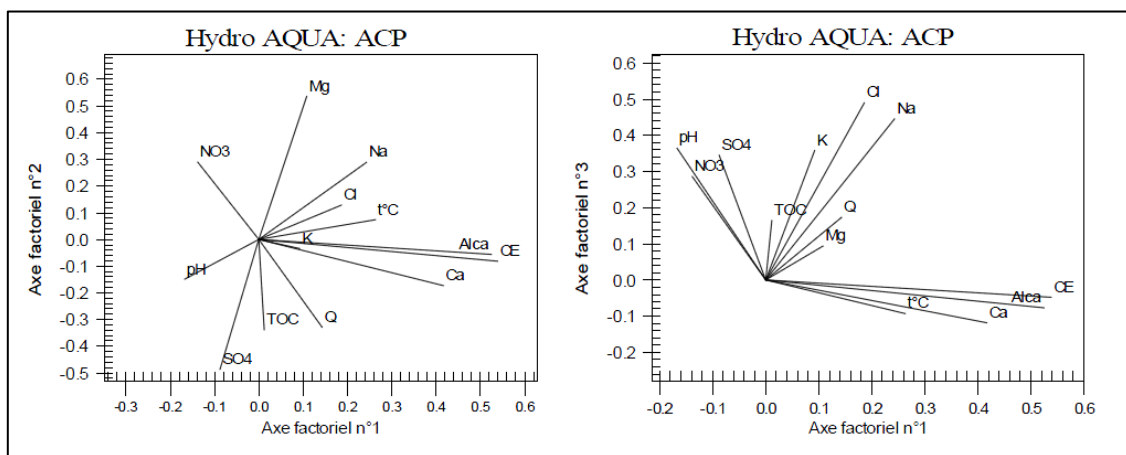 Hydro AQUA: ACP
Axe factoriel n°2
0.6
0.5
0.4
0.3
0.2
0.1
0.0
-0.1
-0.2
-0.3
-0.4
-0.5
Mg
NO3
Na
Cl
t°C
K
Alca
CE
pH
Ca
TOC
Q
SO4
-0.3 -0.2 -0.1 0.0 0.1 0.2 0.3 0.4 0.5 0.6
Axe factoriel n°1
Hydro AQUA: ACP
Axe factoriel n°3
0.6
0.5
0.4
0.3
0.2
0.1
0.0
-0.1
-0.2
Cl
Na
pH
SO4
K
NO3
TOC
Q
Mg
CE
Alca
t°C
Ca
-0.2 -0.1 0.0 0.1 0.2 0.3 0.4 0.5 0.6
Axe factoriel n°1